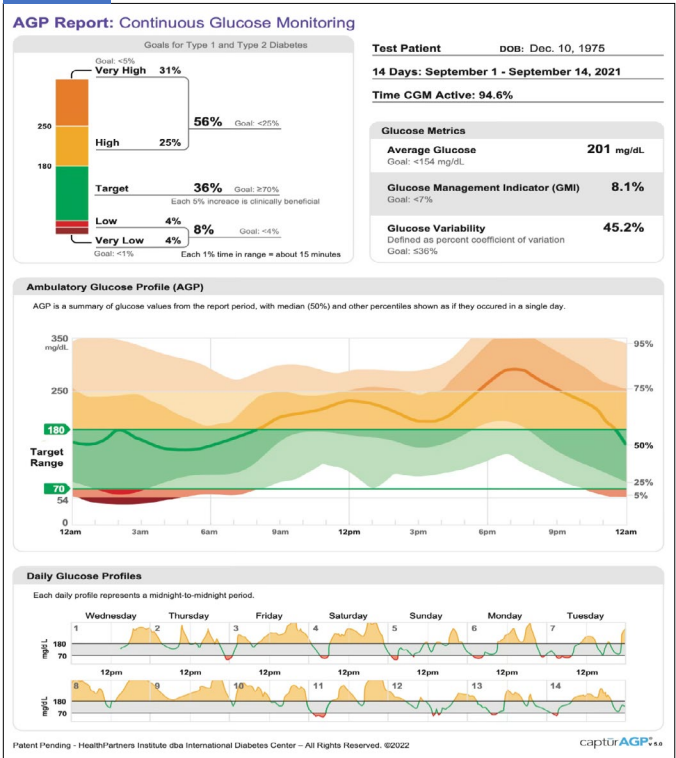 AGP Report: Continuous Glucose Monitoring
Goals for Type 1 and Type 2 Diabetes
Goal: <5%
Very High 31%
250
56% Goal: <25%
High 25%
180
Target 36% Goal: ≥70%
Each 5% increase is clinically beneficial
Low 4%
8% Goal: <4%
Very Low 4%
Goal: <1% Each 1% time in range = about 15 minutes
Test Patient DOB: Dec. 10, 1975
14 Days: September 1 - September 14, 2021
Time CGM Active: 94.6%
Glucose Metrics
Average Glucose 201 mg/dL
Goal: <154 mg/dL
Glucose Management Indicator (GMI) 8.1%
Goal: <7%
Glucose Variability 45.2%
Defined as percent coefficient of variation
Goal: ≤36%
Ambulatory Glucose Profile (AGP)
AGP is a summary of glucose values from the report period, with median (50%) and other percentiles shown as if they occured in a single day.
350 95%
mg/dL
250 75%
180
Target Range 50%
70 25%
54 5%
0
12am 3am 6am 9am 12pm 3pm 6pm 9pm 12am
Daily Glucose Profiles
Each daily profile represents a midnight-to-midnight period.
Wednesday Thursday Friday Saturday Sunday Monday Tuesday
1 2 3 4 5 6 7
mg/dL 180
70
12pm 12pm 12pm 12pm 12pm 12pm 12pm
8 9 10 11 12 13 14
mg/dL 180
70
Patent Pending - HealthPartners Institute dba International Diabetes Center – All Rights Reserved. ©2022 captūrAGP v 5.0